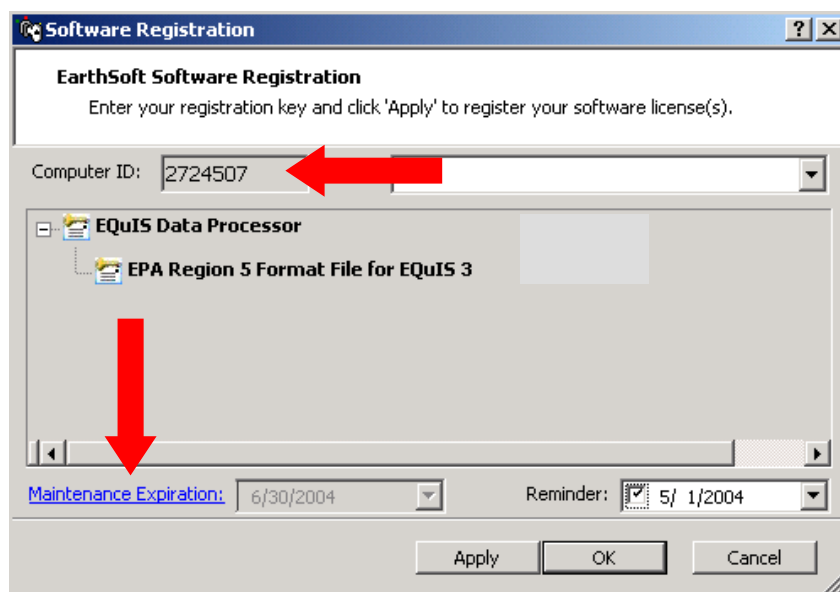 Software Registration
EarthSoft Software Registration
Enter your registration key and click 'Apply' to register your software license(s).
Computer ID: 2724507
EQuIS Data Processor
EPA Region 5 Format File for EQuIS 3
Maintenance Expiration: 6/30/2004 Reminder: 5/ 1/2004
Apply OK Cancel